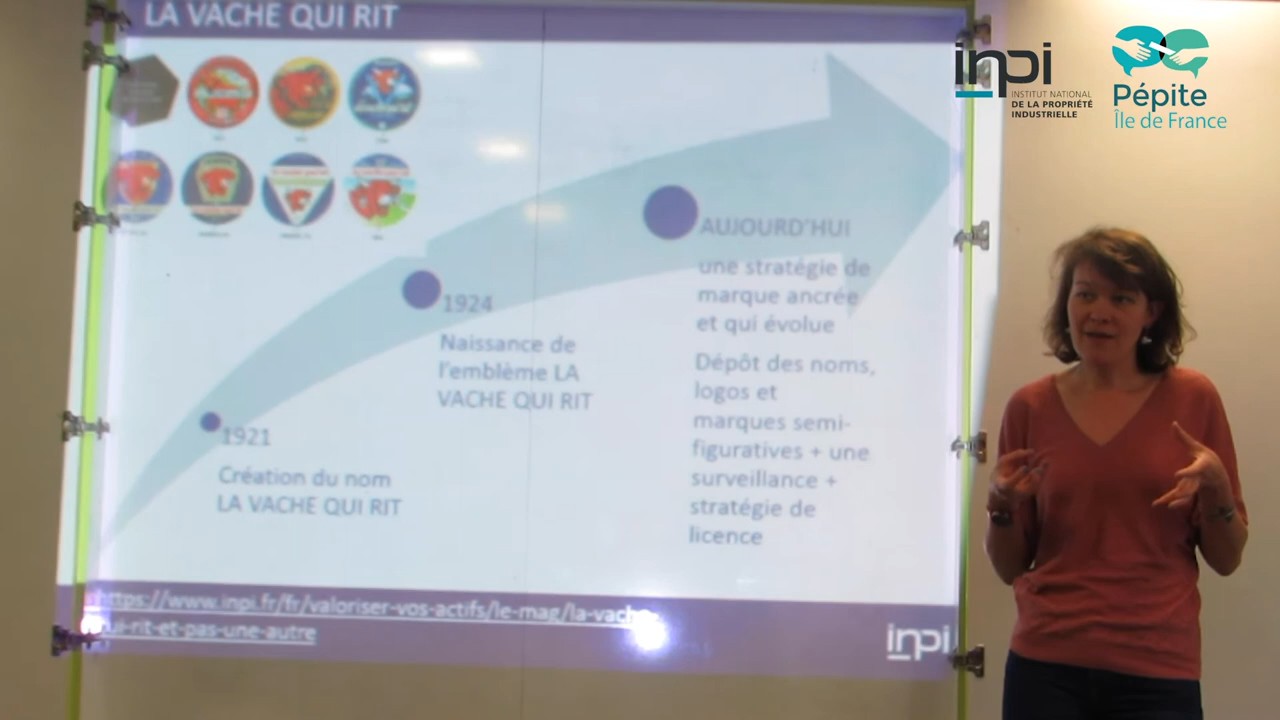 LA VACHE QUI RIT
inpi
INSTITUT NATIONAL
DE LA PROPRIÉTÉ
INDUSTRIELLE
Pépite
Île de France
AUJOURD'HUI
une stratégie de
marque ancrée
et qui évolue
Dépôt des noms,
logos et
marques semi-
figuratives + une
surveillance +
stratégie de
licence
1924
Naissance de
l'emblème LA
VACHE QUI RIT
1921
Création du nom
LA VACHE QUI RIT
https://www.inpi.fr/fr/valoriser-vos-actifs/le-mag/la-vache-
qui-rit-et-pas-une-autre
inpi